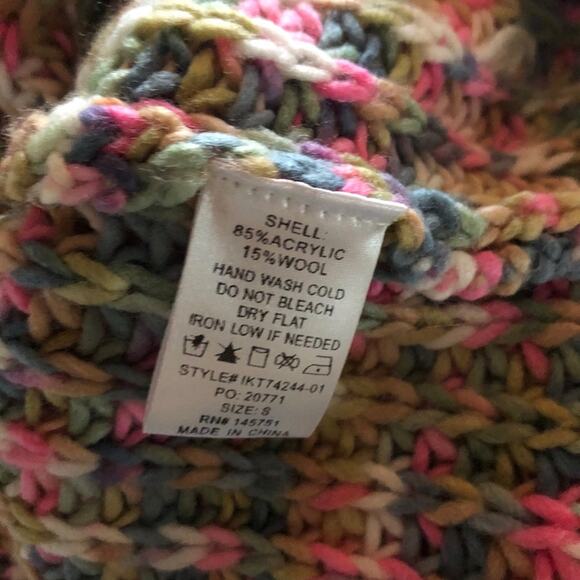 SHELL:
85%ACRYLIC
15%WOOL
HAND WASH COLD
DO NOT BLEACH
DRY FLAT
IRON LOW IF NEEDED
STYLE# IKT74244-01
PO: 20771
SIZE: S
RN# 145751
MADE IN CHINA